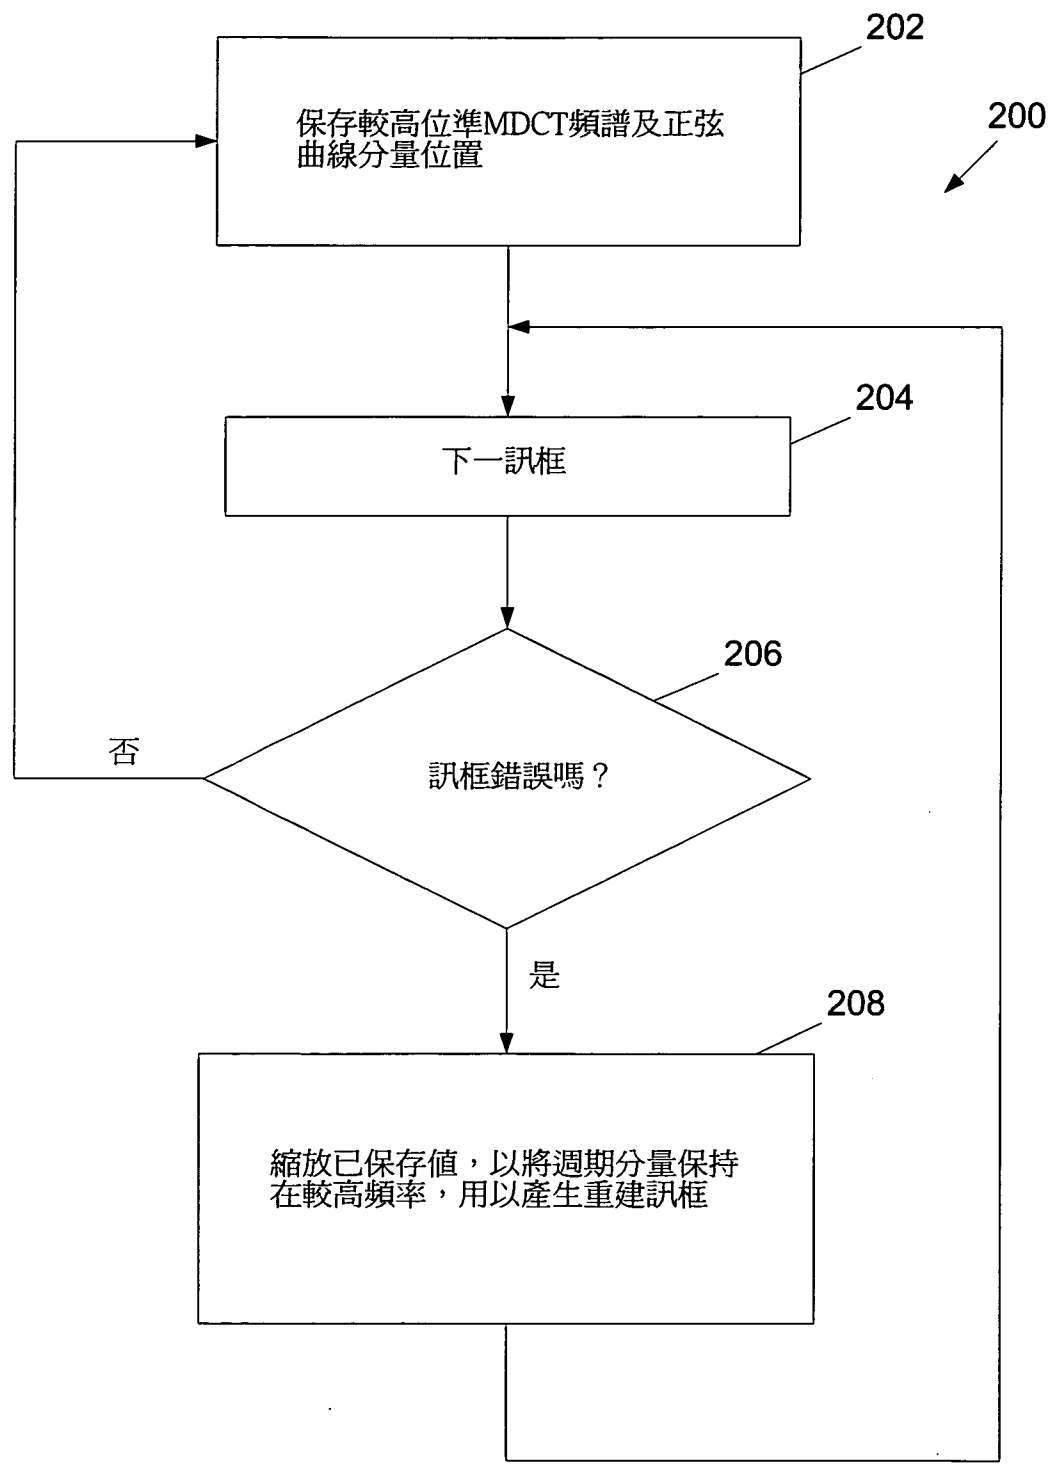 202
200
保存較高位準MDCT頻譜及正弦
曲線分量位置
204
下一訊框
206
否
訊框錯誤嗎？
是
208
縮放已保存值，以將週期分量保持
在較高頻率，用以產生重建訊框